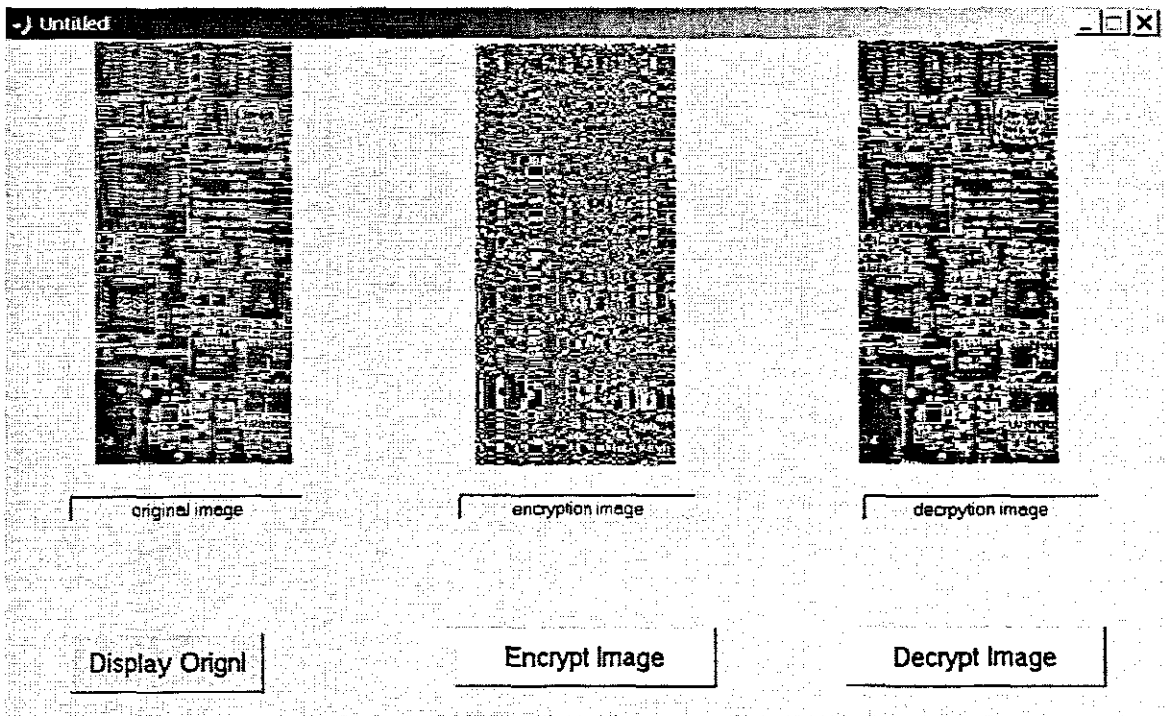 Untitled
original image
encryption image
decrpytion image
Display Orignl
Encrypt Image
Decrypt Image